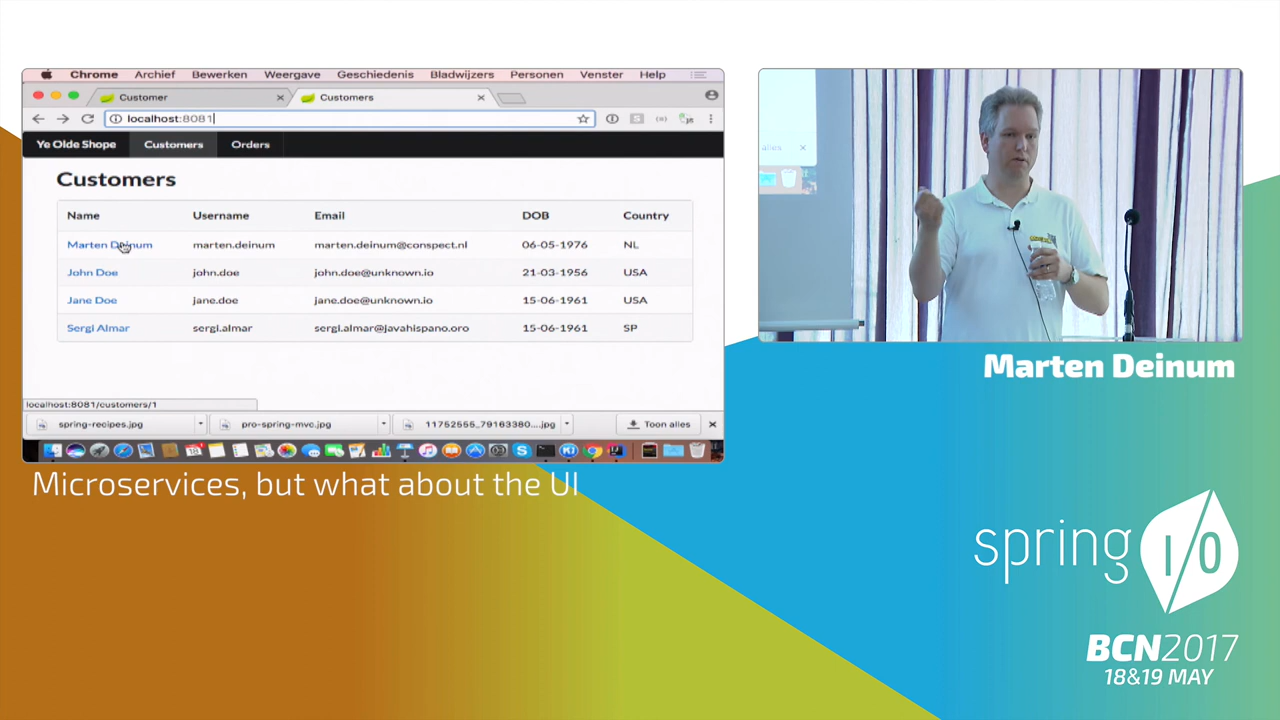 Chrome Archief Bewerken Weergave Geschiedenis Bladwijzers Personen Venster Help
Customer Customers
localhost:8081
Ye Olde Shope Customers Orders
Customers
Name Username Email DOB Country
Marten Deinum marten.deinum marten.deinum@conspect.nl 06-05-1976 NL
John Doe john.doe john.doe@unknown.io 21-03-1956 USA
Jane Doe jane.doe jane.doe@unknown.io 15-06-1961 USA
Sergi Almar sergi.almar sergi.almar@javahispano.oro 15-06-1961 SP
localhost:8081/customers/1
spring-recipes.jpg pro-spring-mvc.jpg 11752555_79163380....jpg Toon alles
alles
Marten Deinum
Microservices, but what about the UI
spring I/O
BCN2017
18&19 MAY